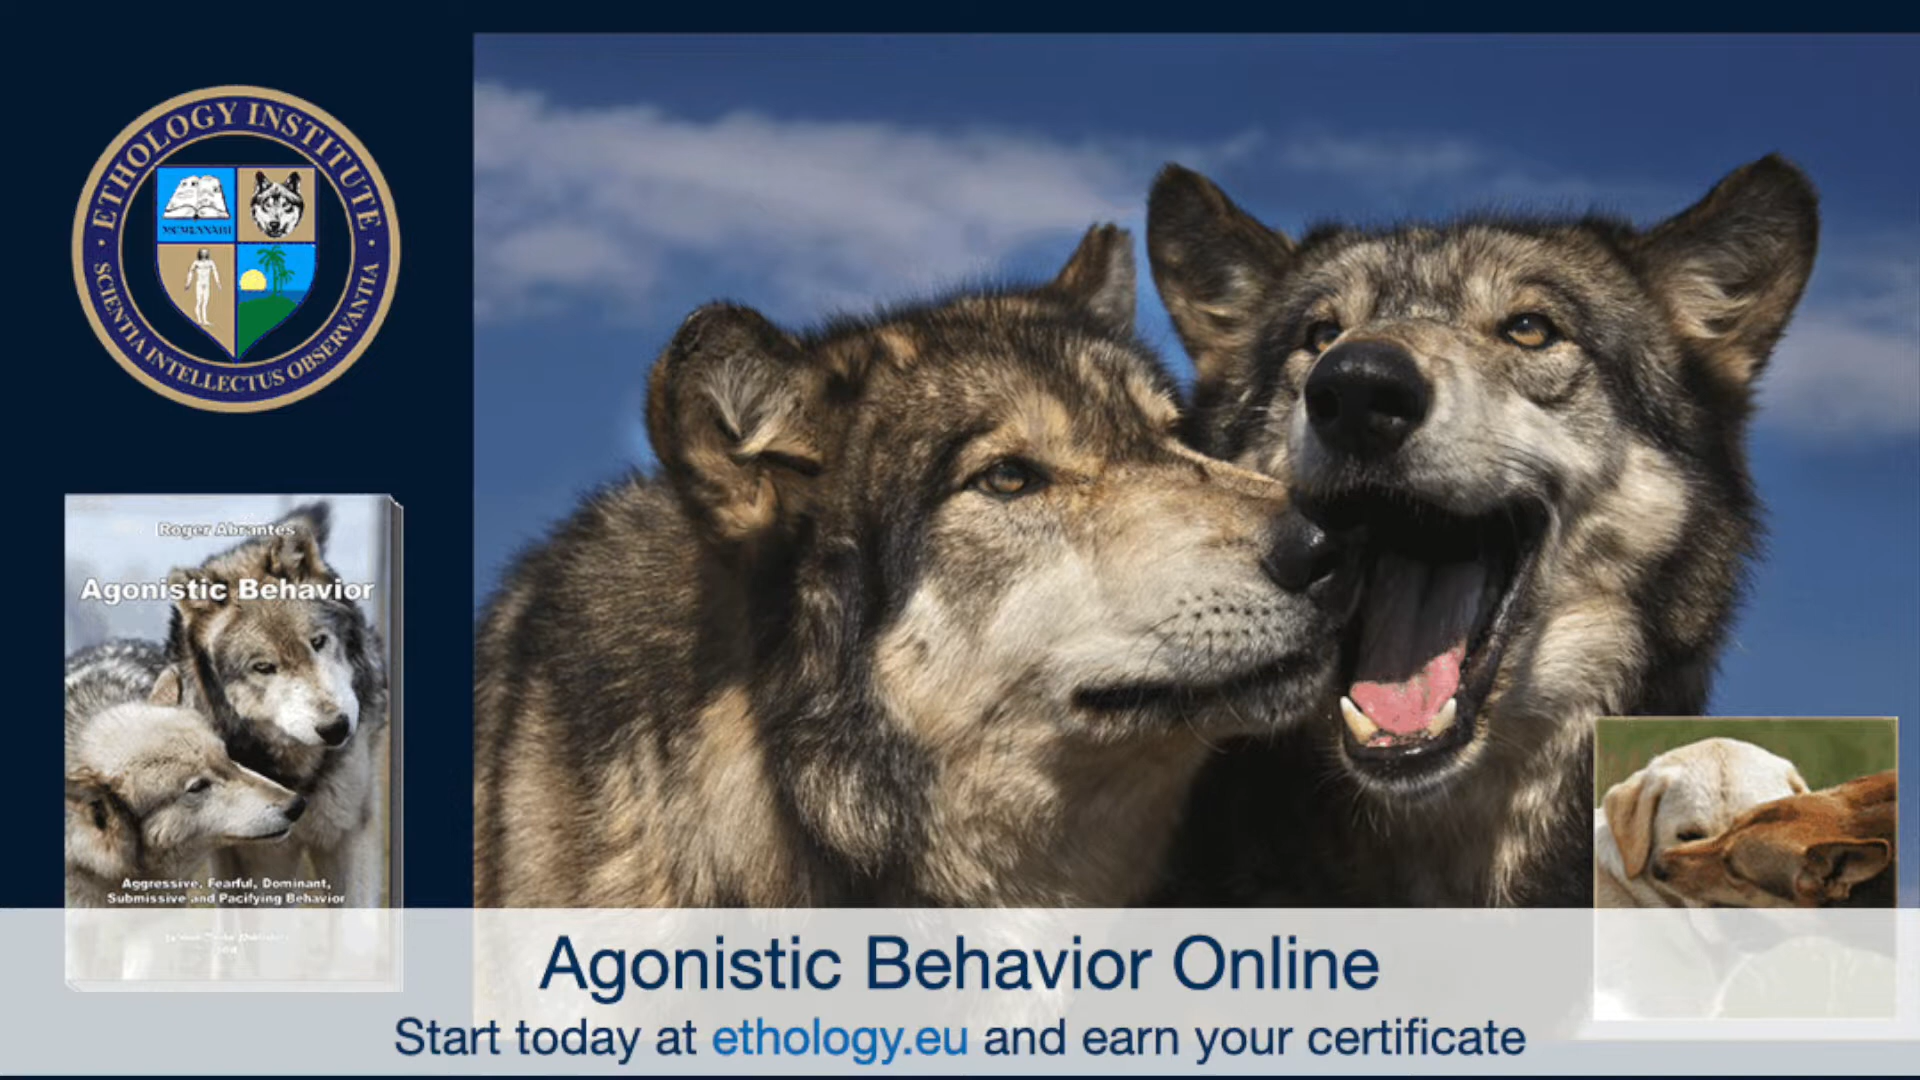 ETHOLOGY INSTITUTE
SCIENTIA INTELLECTUS OBSERVANTIA
Roger Abrantes
Agonistic Behavior
Aggressive, Fearful, Dominant,
Submissive and Pacifying Behavior
Agonistic Behavior Online
Start today at ethology.eu and earn your certificate